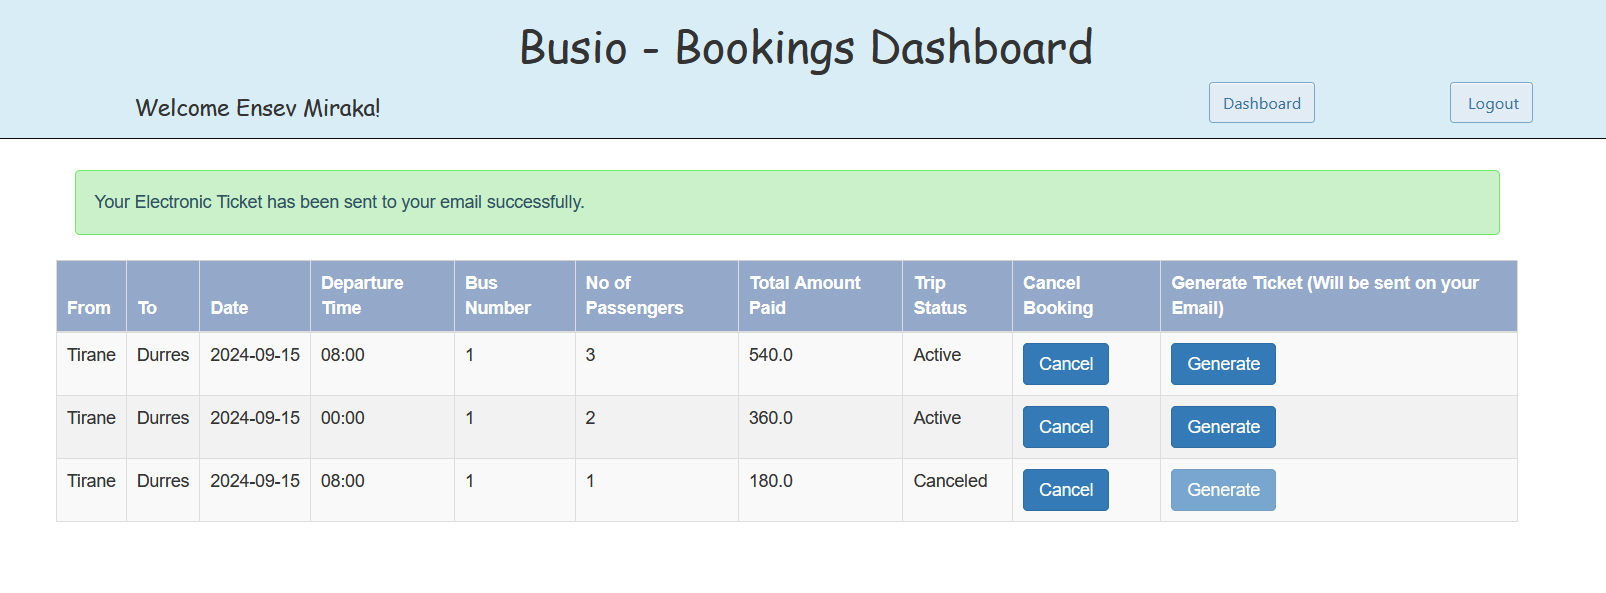 Busio - Bookings Dashboard
Welcome Ensev Miraka!
Dashboard
Logout
Your Electronic Ticket has been sent to your email successfully.
From To Date Departure Time Bus Number No of Passengers Total Amount Paid Trip Status Cancel Booking Generate Ticket (Will be sent on your Email)
Tirane Durres 2024-09-15 08:00 1 3 540.0 Active Cancel Generate
Tirane Durres 2024-09-15 00:00 1 2 360.0 Active Cancel Generate
Tirane Durres 2024-09-15 08:00 1 1 180.0 Canceled Cancel Generate